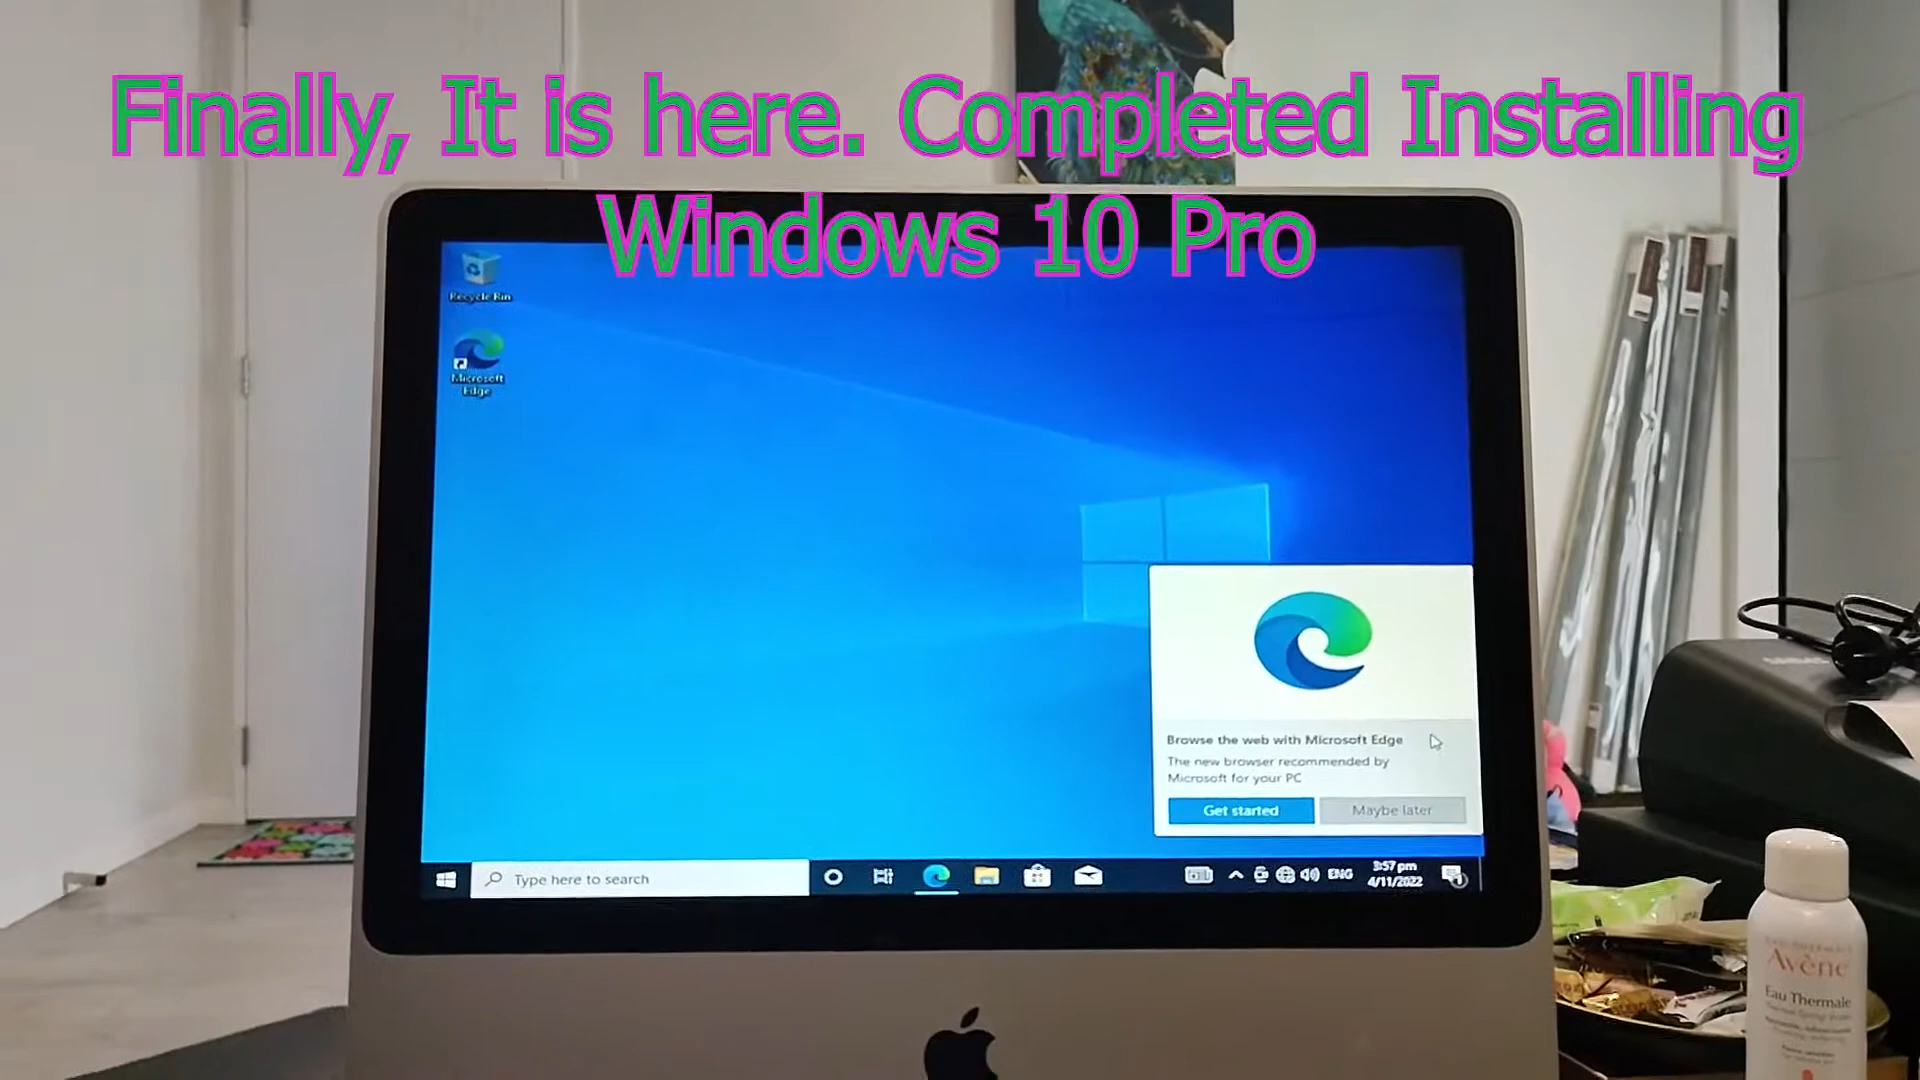 Finally, It is here. Completed Installing
Windows 10 Pro
Recycle Bin
Microsoft
Edge
Browse the web with Microsoft Edge
The new browser recommended by
Microsoft for your PC
Get started
Maybe later
Type here to search
ENG
3:57 pm
4/11/2022
Avène
Eau Thermale